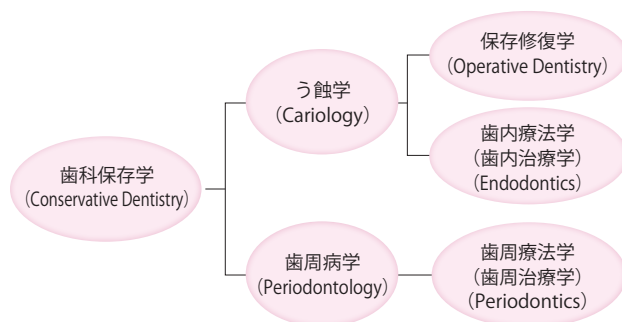 歯科保存学
（Conservative Dentistry）
う蝕学
（Cariology）
歯周病学
（Periodontology）
保存修復学
（Operative Dentistry）
歯内療法学
（歯内治療学）
（Endodontics）
歯周療法学
（歯周治療学）
（Periodontics）